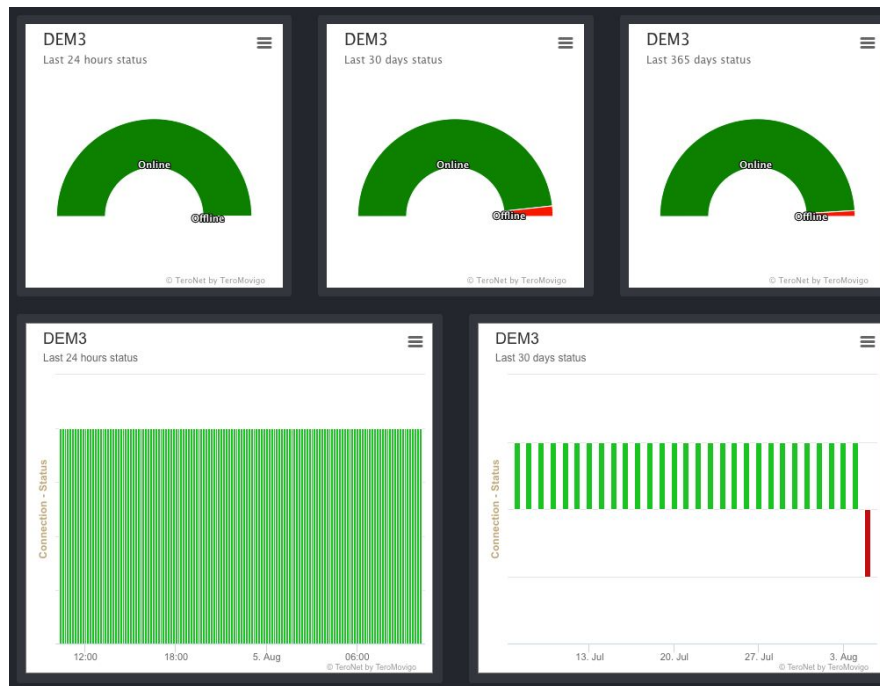 DEM3
Last 24 hours status
Online
Offline
© TeroNet by TeroMovigo
DEM3
Last 30 days status
Online
Offline
© TeroNet by TeroMovigo
DEM3
Last 365 days status
Online
Offline
© TeroNet by TeroMovigo
DEM3
Last 24 hours status
Connection - Status
12:00 18:00 5. Aug 06:00
© TeroNet by TeroMovigo
DEM3
Last 30 days status
Connection - Status
13. Jul 20. Jul 27. Jul 3. Aug
© TeroNet by TeroMovigo